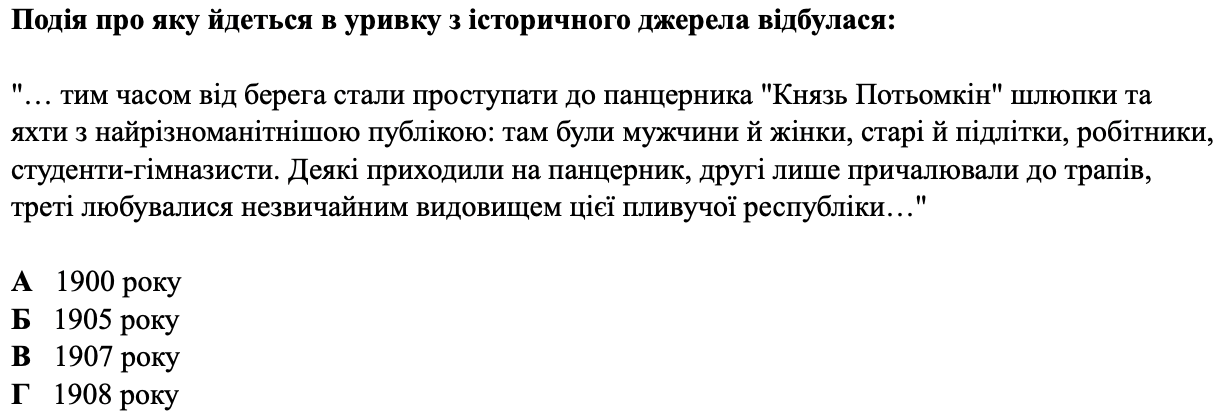 Подія про яку йдеться в уривку з історичного джерела відбулася:
"… тим часом від берега стали проступати до панцерника "Князь Потьомкін" шлюпки та
яхти з найрізноманітнішою публікою: там були мужчини й жінки, старі й підлітки, робітники,
студенти-гімназисти. Деякі приходили на панцерник, другі лише причалювали до трапів,
треті любувалися незвичайним видовищем цієї пливучої республіки…"
А 1900 року
Б 1905 року
В 1907 року
Г 1908 року